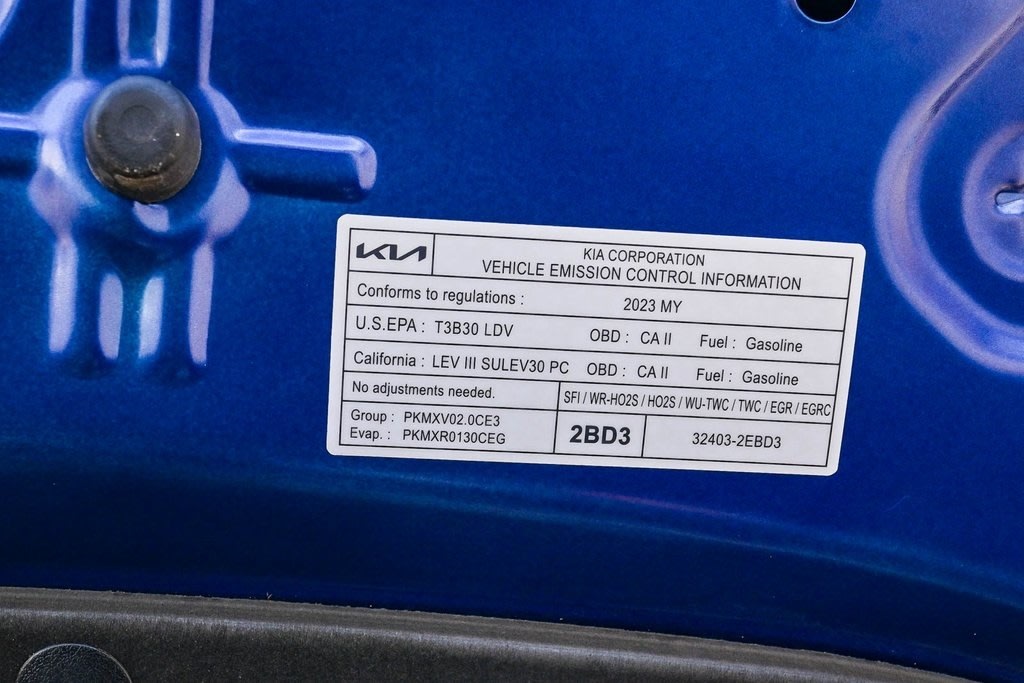 KIA
KIA CORPORATION
VEHICLE EMISSION CONTROL INFORMATION
Conforms to regulations : 2023 MY
U.S.EPA : T3B30 LDV OBD : CA II Fuel : Gasoline
California : LEV III SULEV30 PC OBD : CA II Fuel : Gasoline
No adjustments needed.
SFI / WR-HO2S / HO2S / WU-TWC / TWC / EGR / EGRC
Group : PKMXV02.0CE3
Evap. : PKMXR0130CEG
2BD3
32403-2EBD3